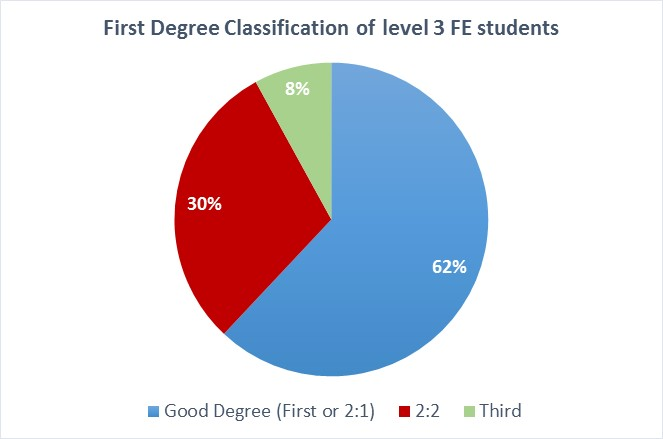 First Degree Classification of level 3 FE students
8%
30%
62%
Good Degree (First or 2:1) 2:2 Third